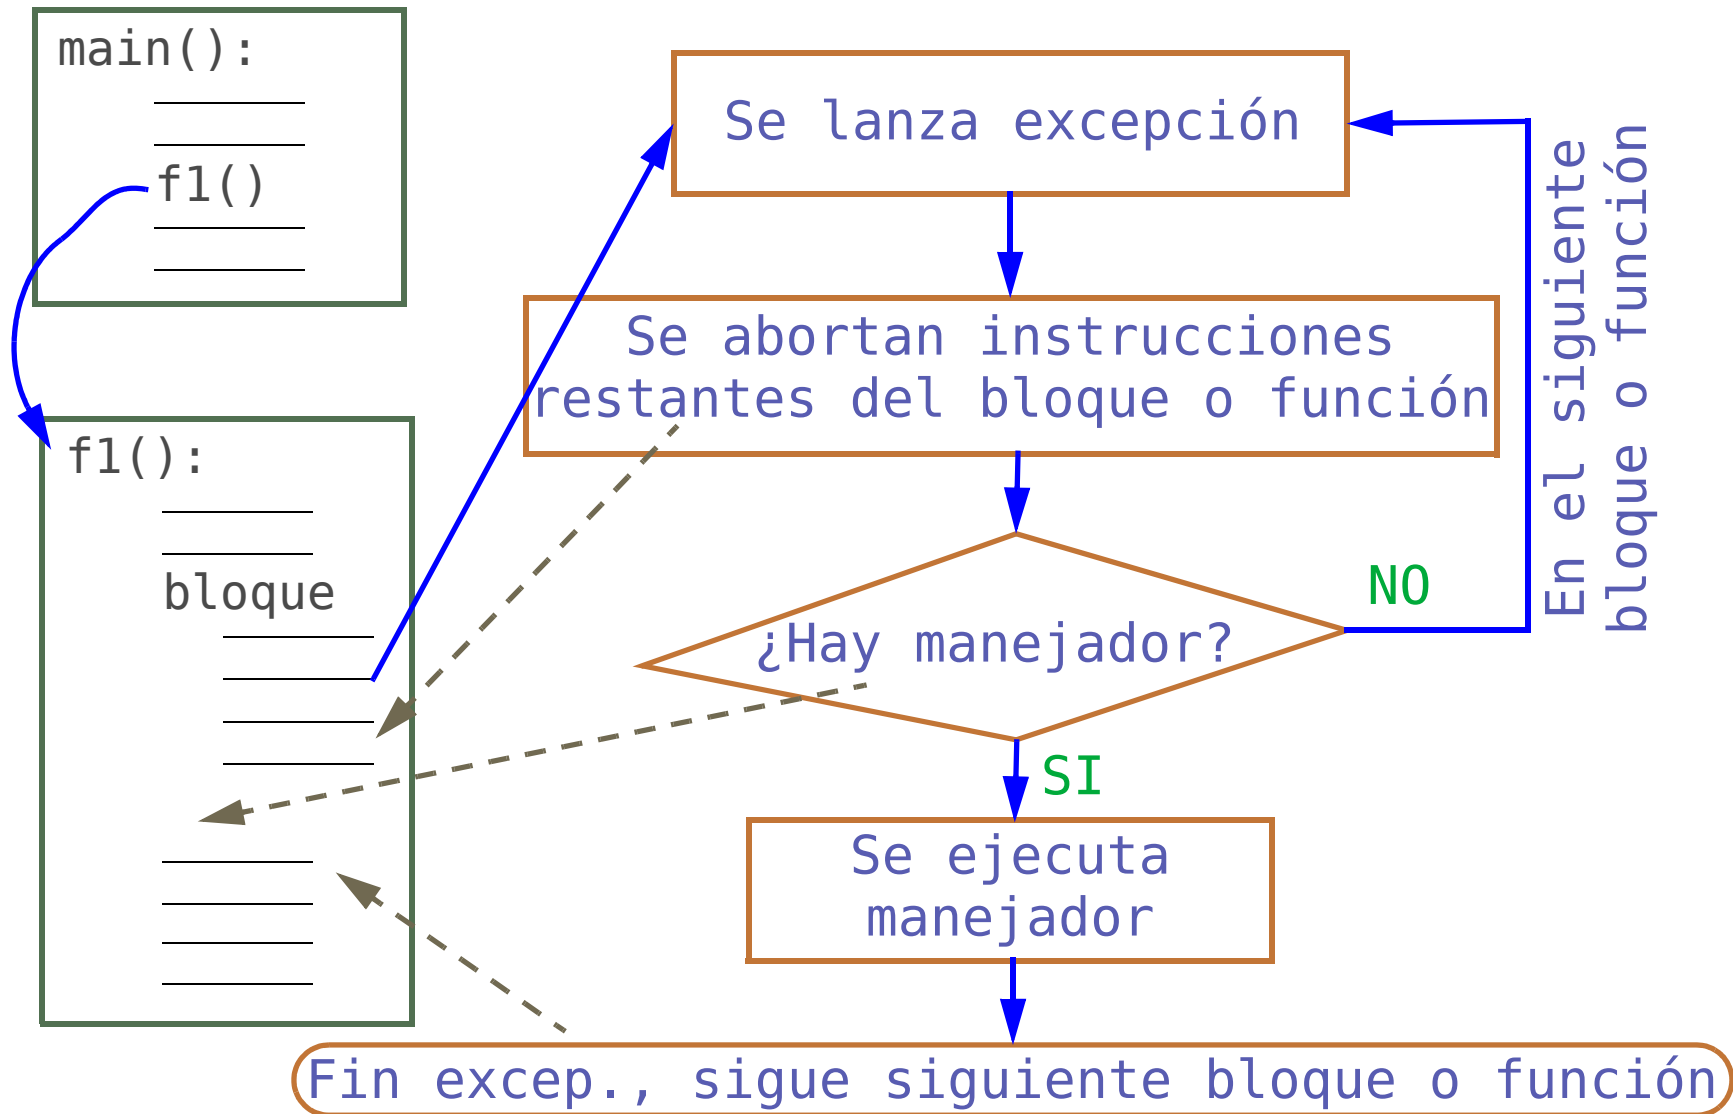 main():
f1()
f1():
bloque
Se lanza excepción
Se abortan instrucciones
restantes del bloque o función
¿Hay manejador?
NO
En el siguiente
bloque o función
SI
Se ejecuta
manejador
Fin excep., sigue siguiente bloque o función